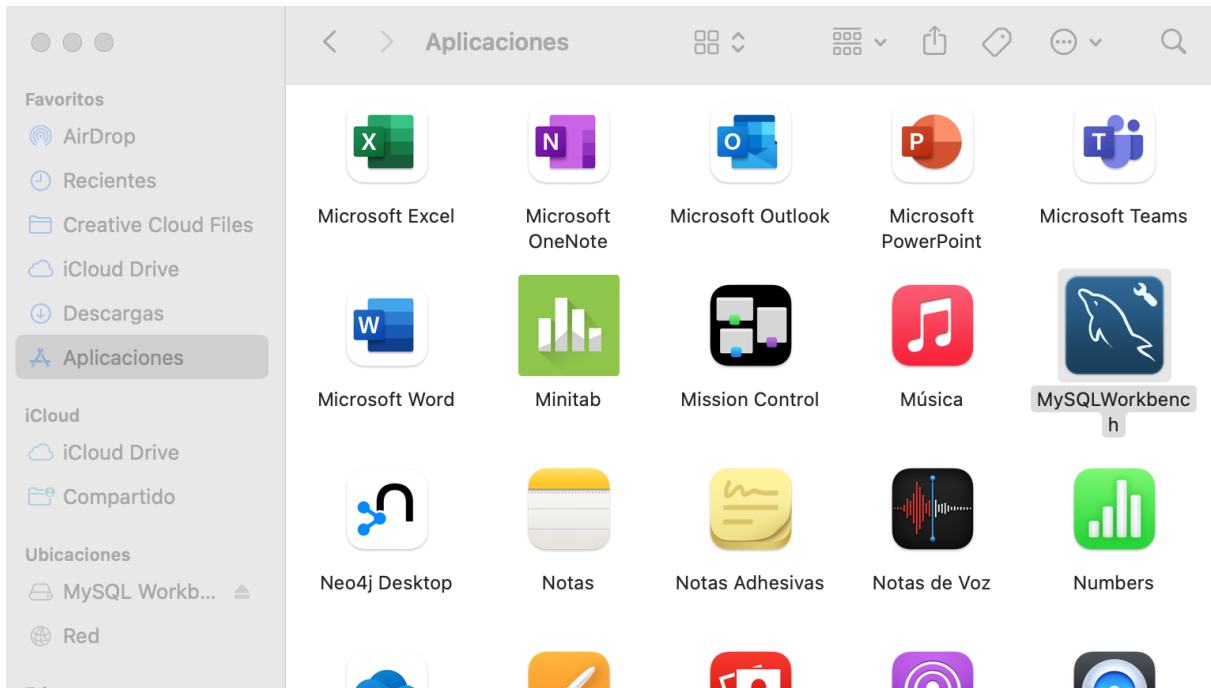 Aplicaciones
Favoritos
AirDrop
Recientes
Creative Cloud Files
iCloud Drive
Descargas
Aplicaciones
iCloud
iCloud Drive
Compartido
Ubicaciones
MySQL Workb...
Red
X
N
O
P
T
Microsoft Excel
Microsoft
OneNote
Microsoft Outlook
Microsoft
PowerPoint
Microsoft Teams
W
Microsoft Word
Minitab
Mission Control
Música
MySQLWorkbenc
h
n
Neo4j Desktop
Notas
Notas Adhesivas
Notas de Voz
Numbers